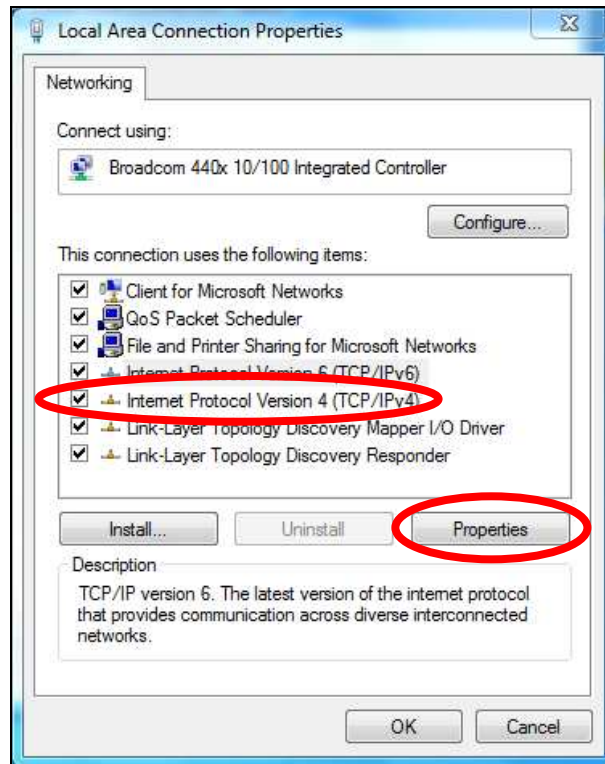 Local Area Connection Properties
Networking
Connect using:
Broadcom 440x 10/100 Integrated Controller
Configure...
This connection uses the following items:
Client for Microsoft Networks
QoS Packet Scheduler
File and Printer Sharing for Microsoft Networks
Internet Protocol Version 6 (TCP/IPv6)
Internet Protocol Version 4 (TCP/IPv4)
Link-Layer Topology Discovery Mapper I/O Driver
Link-Layer Topology Discovery Responder
Install...
Uninstall
Properties
Description
TCP/IP version 6. The latest version of the internet protocol
that provides communication across diverse interconnected
networks.
OK
Cancel